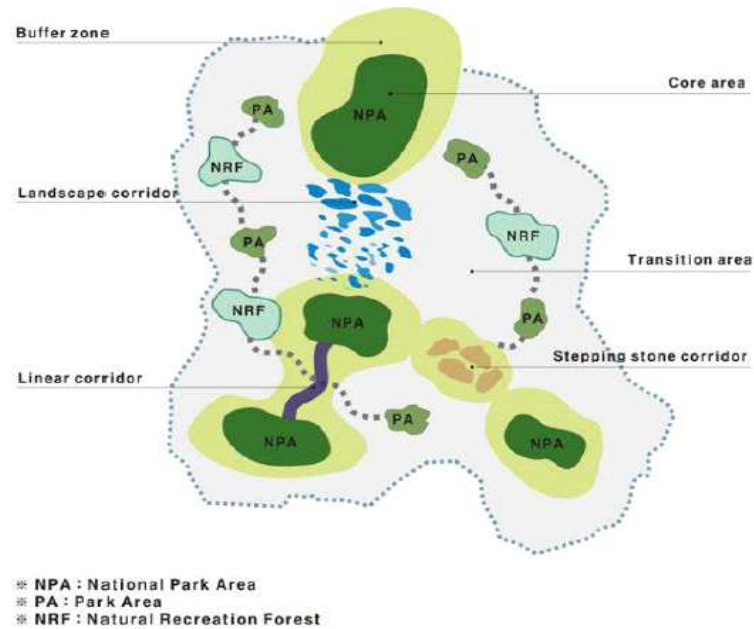 Buffer zone
Core area
NPA
PA
PA
NRF
Landscape corridor
NRF
PA
Transition area
NRF
NPA
PA
Stepping stone corridor
Linear corridor
PA
NPA
NPA
※ NPA : National Park Area
※ PA : Park Area
※ NRF : Natural Recreation Forest